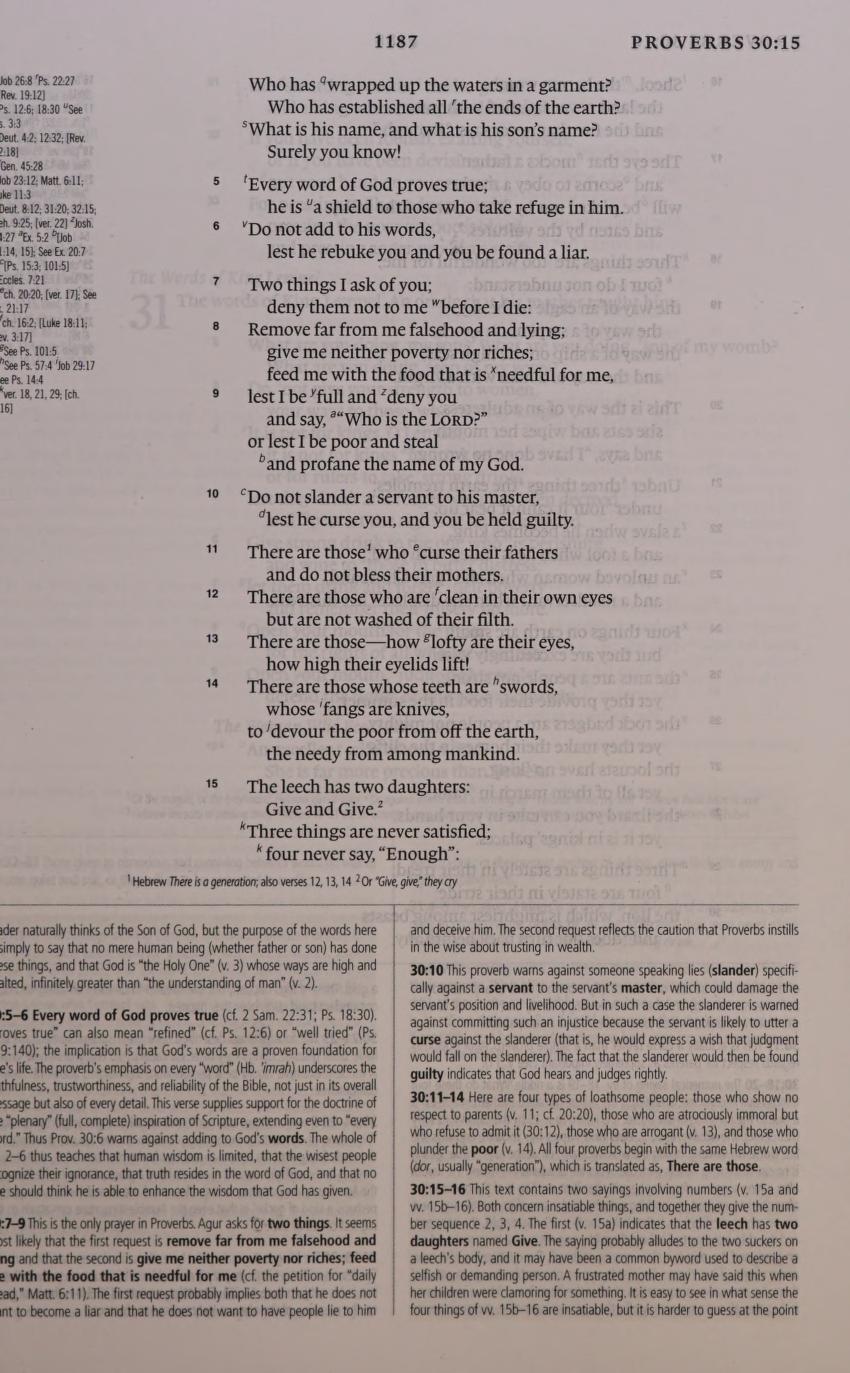 1187
PROVERBS 30:15
Job 26:8 rPs. 22:27
[Rev. 19:12]
Ps. 12:6; 18:30 uSee
s. 3:3
Deut. 4:2; 12:32; [Rev.
2:18]
Gen. 45:28
Job 23:12; Matt. 6:11;
uke 11:3
Deut. 8:12; 31:20; 32:15;
eh. 9:25; [ver. 22] zJosh.
4:27 aEx. 5:2 b[Job
1:14, 15]; See Ex. 20:7
c[Ps. 15:3; 101:5]
Eccles. 7:21
ech. 20:20; [ver. 17]; See
. 21:17
fch. 16:2; [Luke 18:11;
ev. 3:17]
gSee Ps. 101:5
hSee Ps. 57:4 iJob 29:17
ee Ps. 14:4
kver. 18, 21, 29; [ch.
16]
Who has qwrapped up the waters in a garment?
Who has established all rthe ends of the earth?
sWhat is his name, and what is his son's name?
Surely you know!
5 tEvery word of God proves true;
he is ua shield to those who take refuge in him.
6 vDo not add to his words,
lest he rebuke you and you be found a liar.
7 Two things I ask of you;
deny them not to me wbefore I die:
8 Remove far from me falsehood and lying;
give me neither poverty nor riches;
feed me with the food that is xneedful for me,
9 lest I be yfull and zdeny you
and say, a“Who is the LORD?”
or lest I be poor and steal
band profane the name of my God.
10 cDo not slander a servant to his master,
dlest he curse you, and you be held guilty.
11 There are those1 who ecurse their fathers
and do not bless their mothers.
12 There are those who are fclean in their own eyes
but are not washed of their filth.
13 There are those—how glofty are their eyes,
how high their eyelids lift!
14 There are those whose teeth are hswords,
whose ifangs are knives,
to jdevour the poor from off the earth,
the needy from among mankind.
15 The leech has two daughters:
Give and Give.2
kThree things are never satisfied;
kfour never say, “Enough”:
1 Hebrew There is a generation; also verses 12, 13, 14 2 Or “Give, give,” they cry
ader naturally thinks of the Son of God, but the purpose of the words here
simply to say that no mere human being (whether father or son) has done
ese things, and that God is “the Holy One” (v. 3) whose ways are high and
alted, infinitely greater than “the understanding of man” (v. 2).
:5–6 Every word of God proves true (cf. 2 Sam. 22:31; Ps. 18:30).
roves true” can also mean “refined” (cf. Ps. 12:6) or “well tried” (Ps.
9:140); the implication is that God's words are a proven foundation for
e's life. The proverb's emphasis on every “word” (Hb. 'imrah) underscores the
thfulness, trustworthiness, and reliability of the Bible, not just in its overall
essage but also of every detail. This verse supplies support for the doctrine of
e “plenary” (full, complete) inspiration of Scripture, extending even to “every
ord.” Thus Prov. 30:6 warns against adding to God's words. The whole of
2–6 thus teaches that human wisdom is limited, that the wisest people
ognize their ignorance, that truth resides in the word of God, and that no
e should think he is able to enhance the wisdom that God has given.
:7–9 This is the only prayer in Proverbs. Agur asks for two things. It seems
ost likely that the first request is remove far from me falsehood and
ng and that the second is give me neither poverty nor riches; feed
e with the food that is needful for me (cf. the petition for “daily
ead,” Matt. 6:11). The first request probably implies both that he does not
nt to become a liar and that he does not want to have people lie to him
and deceive him. The second request reflects the caution that Proverbs instills
in the wise about trusting in wealth.
30:10 This proverb warns against someone speaking lies (slander) specifi-
cally against a servant to the servant's master, which could damage the
servant's position and livelihood. But in such a case the slanderer is warned
against committing such an injustice because the servant is likely to utter a
curse against the slanderer (that is, he would express a wish that judgment
would fall on the slanderer). The fact that the slanderer would then be found
guilty indicates that God hears and judges rightly.
30:11–14 Here are four types of loathsome people: those who show no
respect to parents (v. 11; cf. 20:20), those who are atrociously immoral but
who refuse to admit it (30:12), those who are arrogant (v. 13), and those who
plunder the poor (v. 14). All four proverbs begin with the same Hebrew word
(dor, usually “generation”), which is translated as, There are those.
30:15–16 This text contains two sayings involving numbers (v. 15a and
vv. 15b–16). Both concern insatiable things, and together they give the num-
ber sequence 2, 3, 4. The first (v. 15a) indicates that the leech has two
daughters named Give. The saying probably alludes to the two suckers on
a leech's body, and it may have been a common byword used to describe a
selfish or demanding person. A frustrated mother may have said this when
her children were clamoring for something. It is easy to see in what sense the
four things of vv. 15b–16 are insatiable, but it is harder to guess at the point